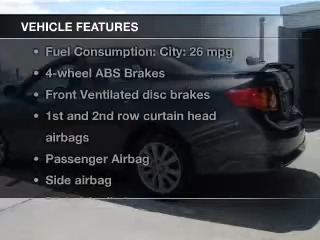 VEHICLE FEATURES
• Fuel Consumption: City: 26 mpg
• 4-wheel ABS Brakes
• Front Ventilated disc brakes
• 1st and 2nd row curtain head
airbags
• Passenger Airbag
• Side airbag